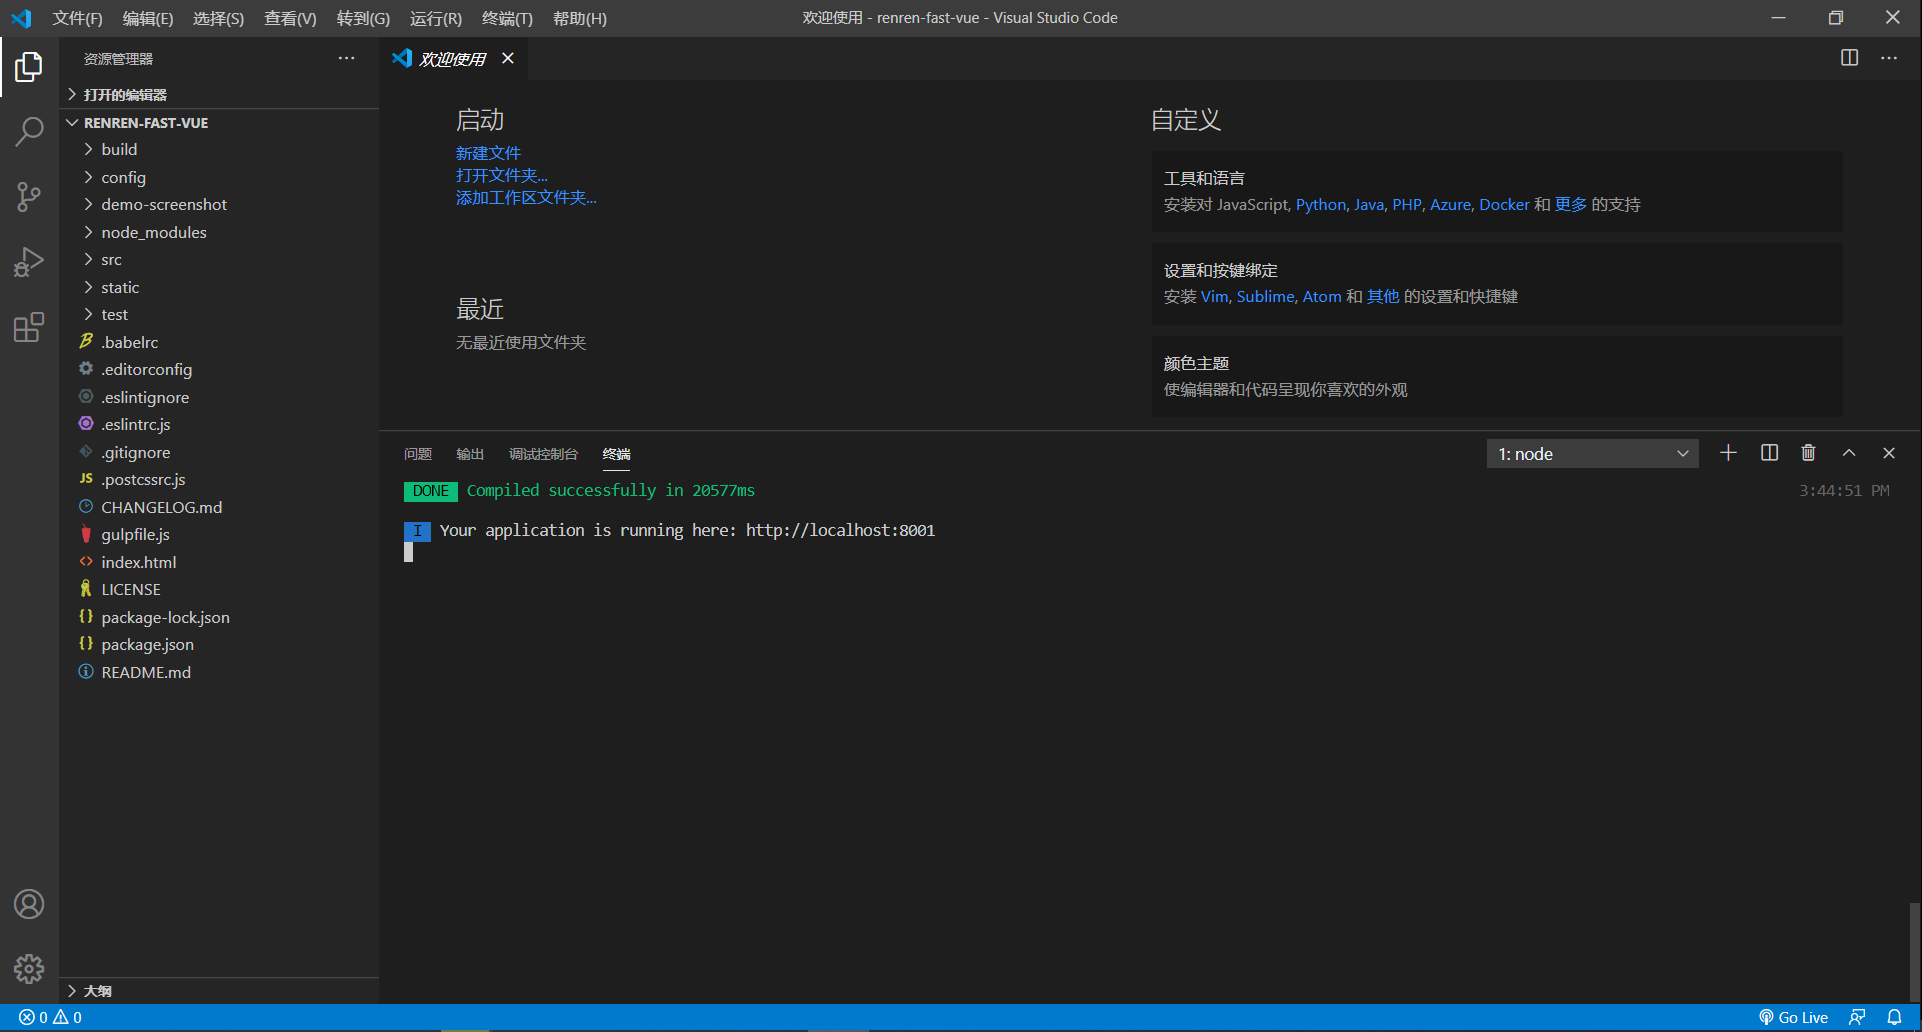 文件(F) 编辑(E) 选择(S) 查看(V) 转到(G) 运行(R) 终端(T) 帮助(H)
欢迎使用 - renren-fast-vue - Visual Studio Code
资源管理器
打开的编辑器
RENREN-FAST-VUE
build
config
demo-screenshot
node_modules
src
static
test
.babelrc
.editorconfig
.eslintignore
.eslintrc.js
.gitignore
JS .postcssrc.js
CHANGELOG.md
gulpfile.js
index.html
LICENSE
package-lock.json
package.json
README.md
大纲
欢迎使用
启动
新建文件
打开文件夹...
添加工作区文件夹...
最近
无最近使用文件夹
自定义
工具和语言
安装对 JavaScript, Python, Java, PHP, Azure, Docker 和 更多 的支持
设置和按键绑定
安装 Vim, Sublime, Atom 和 其他 的设置和快捷键
颜色主题
使编辑器和代码呈现你喜欢的外观
问题 输出 调试控制台 终端
1: node
DONE Compiled successfully in 20577ms
3:44:51 PM
I Your application is running here: http://localhost:8001
0 0
Go Live